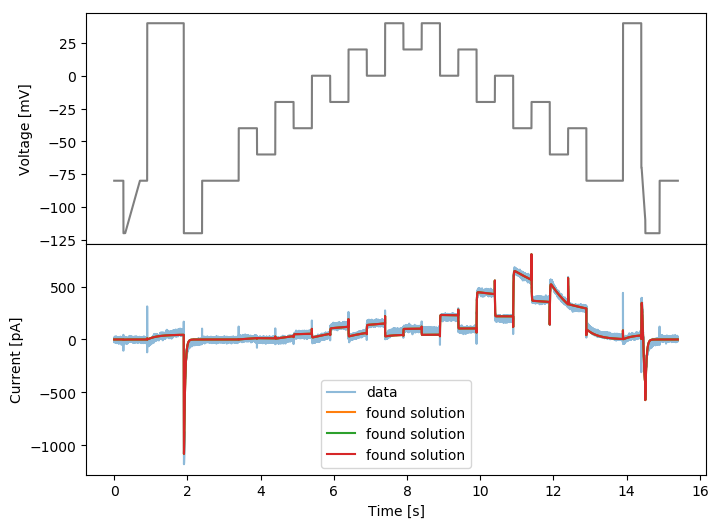 Voltage [mV]
25
0
−25
−50
−75
−100
−125
Current [pA]
500
0
−500
−1000
data
found solution
found solution
found solution
0
2
4
6
8
10
12
14
16
Time [s]